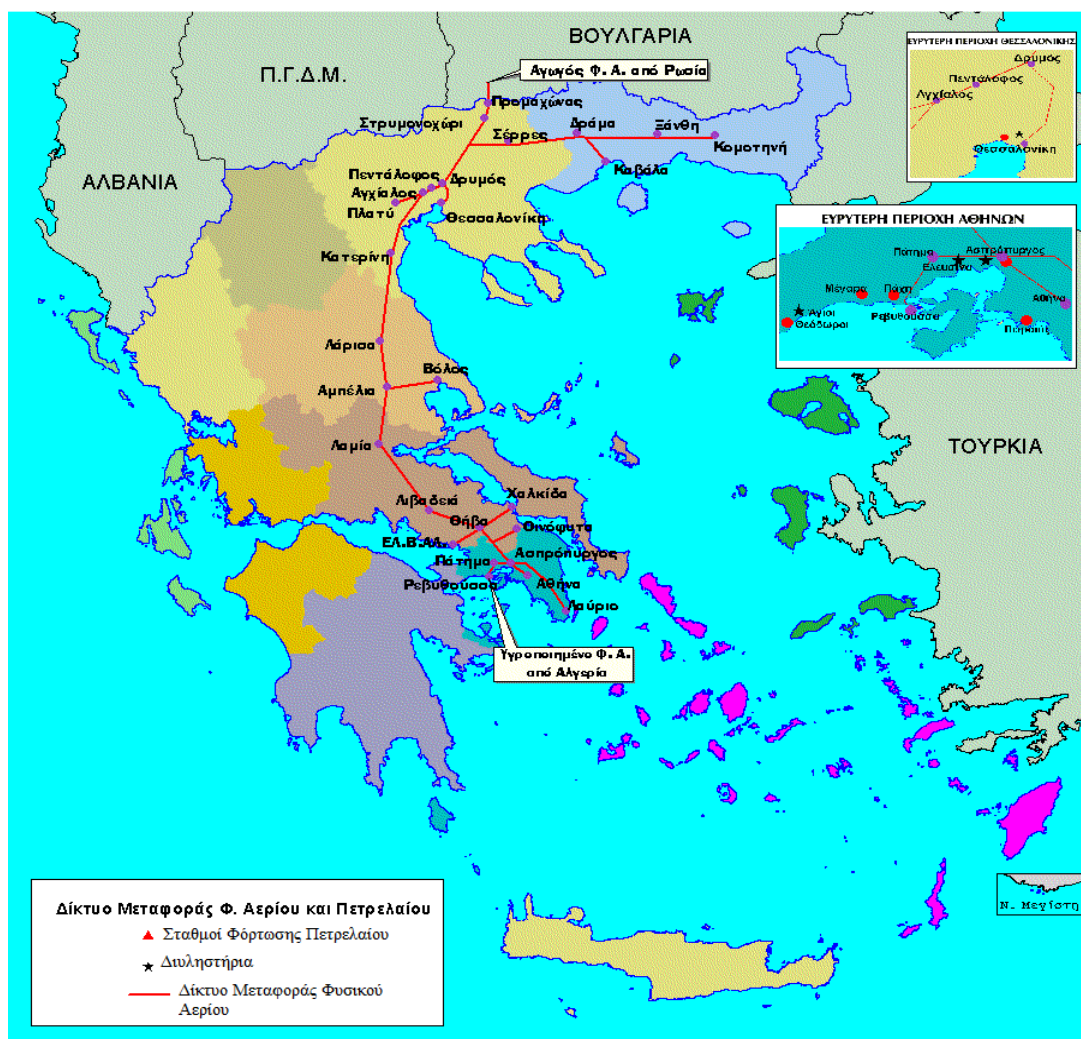 ΒΟΥΛΓΑΡΙΑ
Π.Γ.Δ.Μ.
Αγωγός Φ. Α. από Ρωσία
Προμαχώνας
Στρυμονοχώρι
Σέρρες
Δράμα
Ξάνθη
Κομοτηνή
Καβάλα
ΑΛΒΑΝΙΑ
Πεντάλοφος
Δρυμός
Αγχίαλος
Πλατύ
Θεσσαλονίκη
Κατερίνη
Λάρισα
Βόλος
Αμπέλια
Λαμία
ΤΟΥΡΚΙΑ
Λιβαδειά
Χαλκίδα
Θήβα
Οινόφυτα
ΕΛ.Β.ΑΛ.
Πάτημα
Ασπρόπυργος
Ρεβυθούσσα
Αθήνα
Λαύριο
Υγροποιημένο Φ. Α.
από Αλγερία
ΕΥΡΥΤΕΡΗ ΠΕΡΙΟΧΗ ΘΕΣΣΑΛΟΝΙΚΗΣ
Δρυμός
Πεντάλοφος
Αγχίαλος
Θεσσαλονίκη
ΕΥΡΥΤΕΡΗ ΠΕΡΙΟΧΗ ΑΘΗΝΩΝ
Πάτημα
Ασπρόπυργος
Ελευσίνα
Μέγαρα
Πάχη
Αθήνα
Ρεβυθούσσα
Άγιοι
Θεόδωροι
Πειραιάς
Ν. Μεγίστη
Δίκτυο Μεταφοράς Φ. Αερίου και Πετρελαίου
Σταθμοί Φόρτωσης Πετρελαίου
Διυληστήρια
Δίκτυο Μεταφοράς Φυσικού
Αερίου